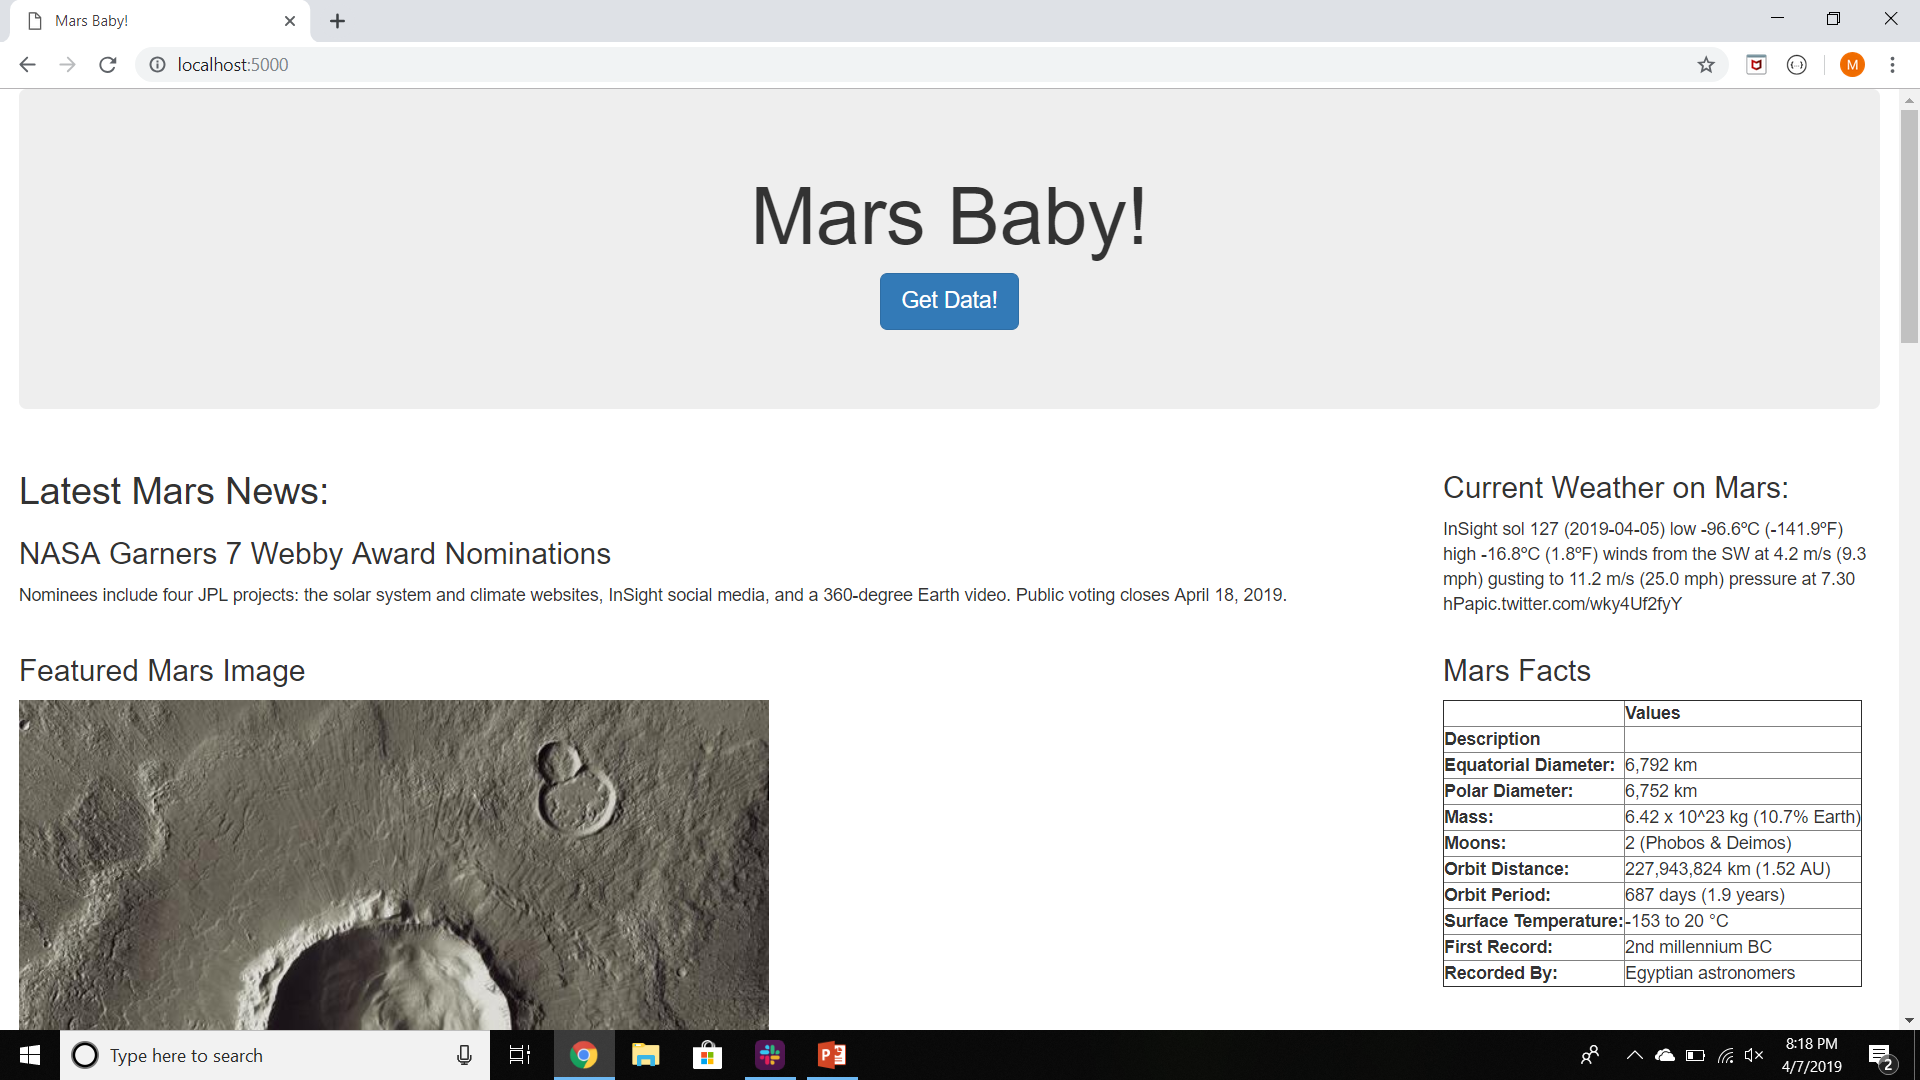 Mars Baby!
localhost:5000
M
Mars Baby!
Get Data!
Latest Mars News:
NASA Garners 7 Webby Award Nominations
Nominees include four JPL projects: the solar system and climate websites, InSight social media, and a 360-degree Earth video. Public voting closes April 18, 2019.
Featured Mars Image
Current Weather on Mars:
InSight sol 127 (2019-04-05) low -96.6ºC (-141.9ºF)
high -16.8ºC (1.8ºF) winds from the SW at 4.2 m/s (9.3
mph) gusting to 11.2 m/s (25.0 mph) pressure at 7.30
hPapic.twitter.com/wky4Uf2fyY
Mars Facts
Values
Description
Equatorial Diameter: 6,792 km
Polar Diameter: 6,752 km
Mass: 6.42 x 10^23 kg (10.7% Earth)
Moons: 2 (Phobos & Deimos)
Orbit Distance: 227,943,824 km (1.52 AU)
Orbit Period: 687 days (1.9 years)
Surface Temperature: -153 to 20 °C
First Record: 2nd millennium BC
Recorded By: Egyptian astronomers
Type here to search
8:18 PM
4/7/2019
2